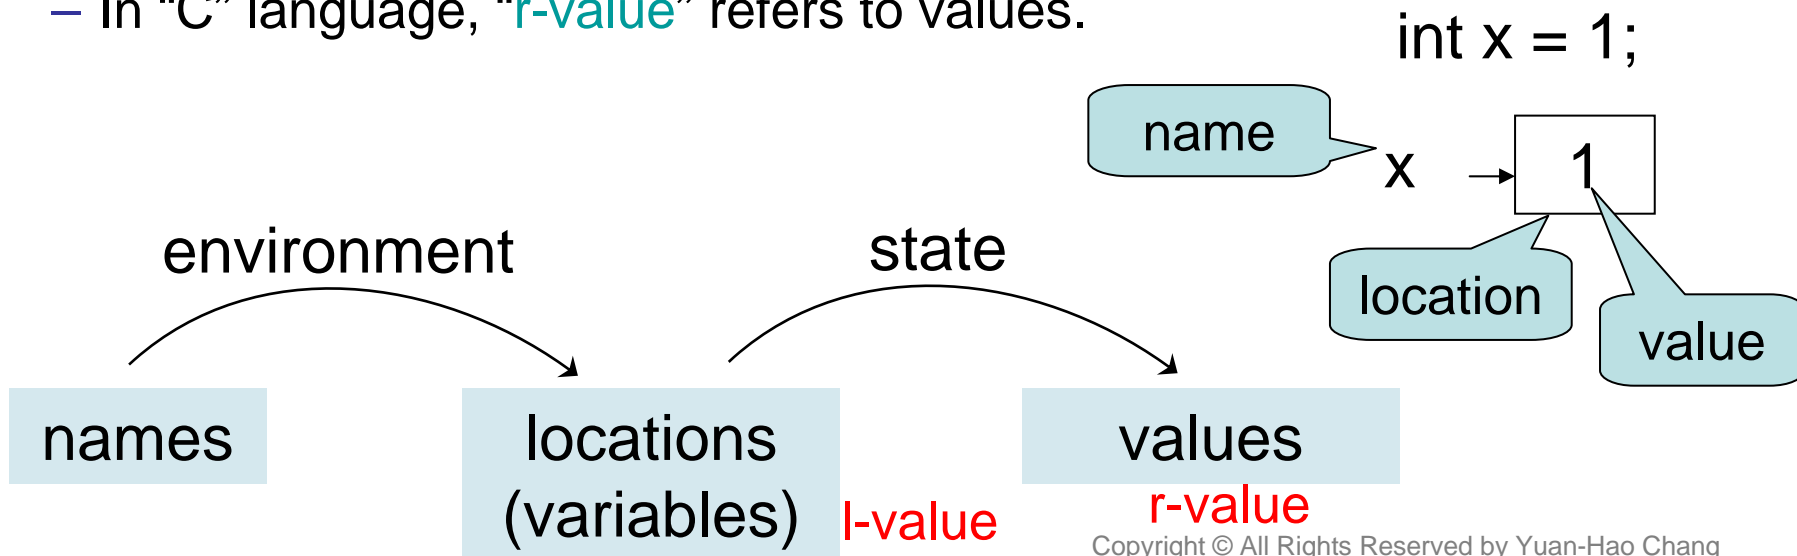 – In “C” language, “r-value” refers to values.
int x = 1;
name
x
1
location
value
environment
state
names
locations
(variables)
l-value
values
r-value
Copyright © All Rights Reserved by Yuan-Hao Chang